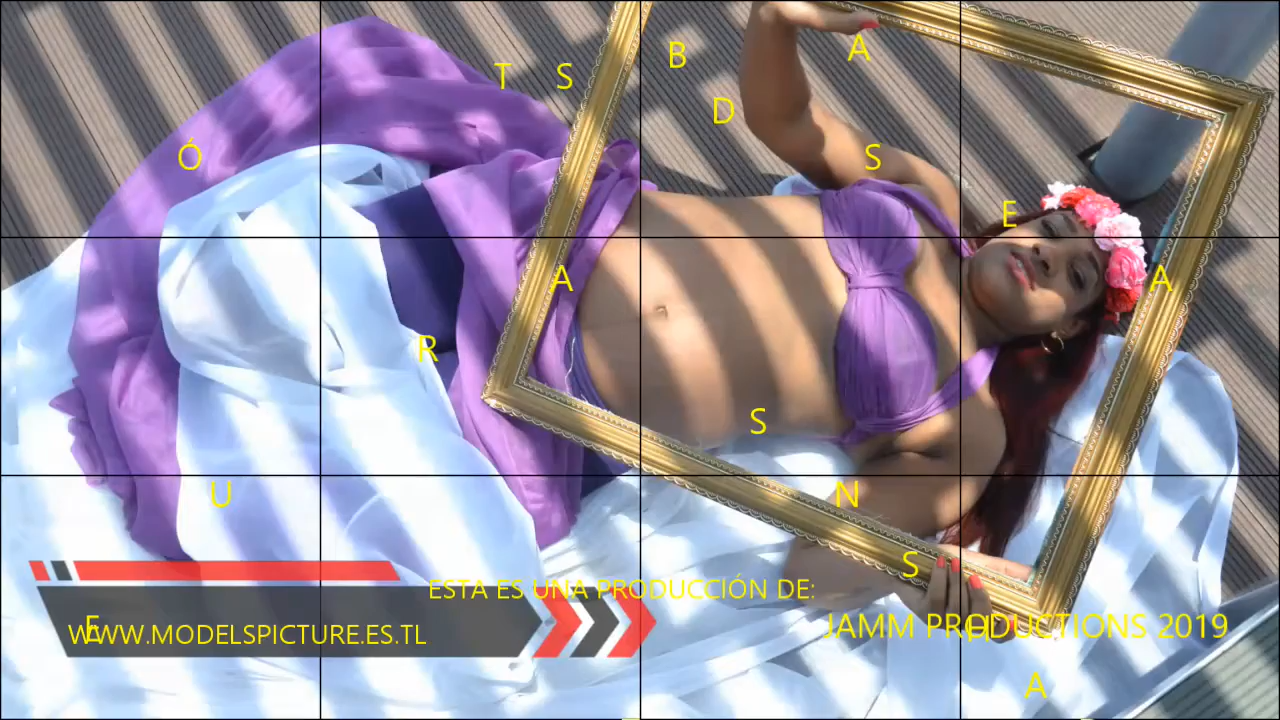 T S B A
D
Ó S
E
A A
R
S
U N
S
ESTA ES UNA PRODUCCIÓN DE:
E
WWW.MODELSPICTURE.ES.TL
JAMM PRODUCTIONS 2019
H
A